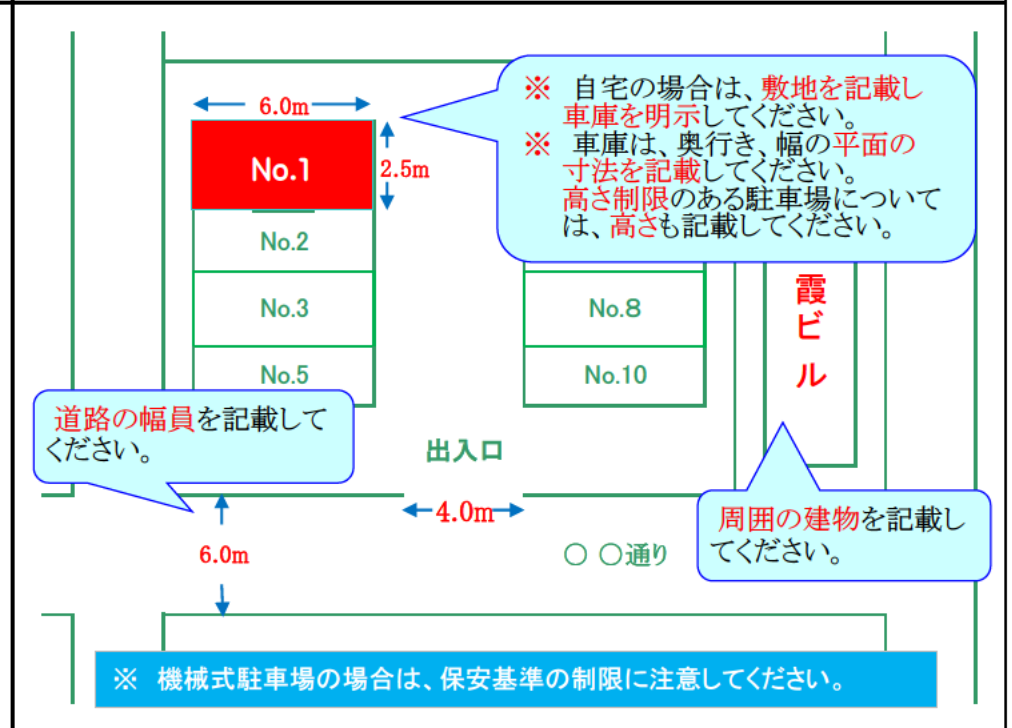 ※ 自宅の場合は、敷地を記載し
車庫を明示してください。
※ 車庫は、奥行き、幅の平面の
寸法を記載してください。
高さ制限のある駐車場について
は、高さも記載してください。
6.0m
No.1
2.5m
No.2
No.3
No.8
No.5
No.10
霞ビル
道路の幅員を記載して
ください。
出入口
4.0m
周囲の建物を記載し
てください。
6.0m
○ ○通り
※ 機械式駐車場の場合は、保安基準の制限に注意してください。